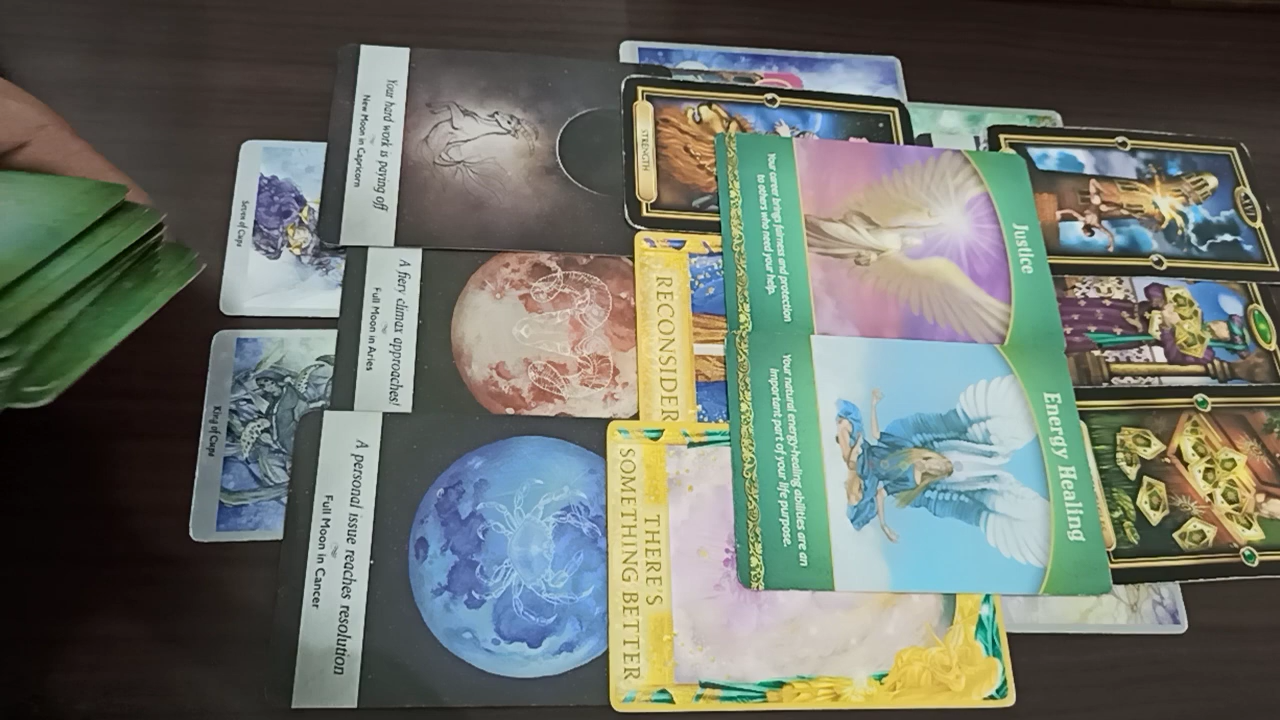 Seven of Cups
King of Cups
Your hard work is paying off
New Moon in Capricorn
A fiery climax approaches!
Full Moon in Aries
A personal issue reaches resolution
Full Moon in Cancer
STRENGTH
RECONSIDER
THERE'S
SOMETHING BETTER
Justice
Your career brings fairness and protection
to others who need your help.
Energy Healing
Your natural energy-healing abilities are an
important part of your life purpose.
XVI